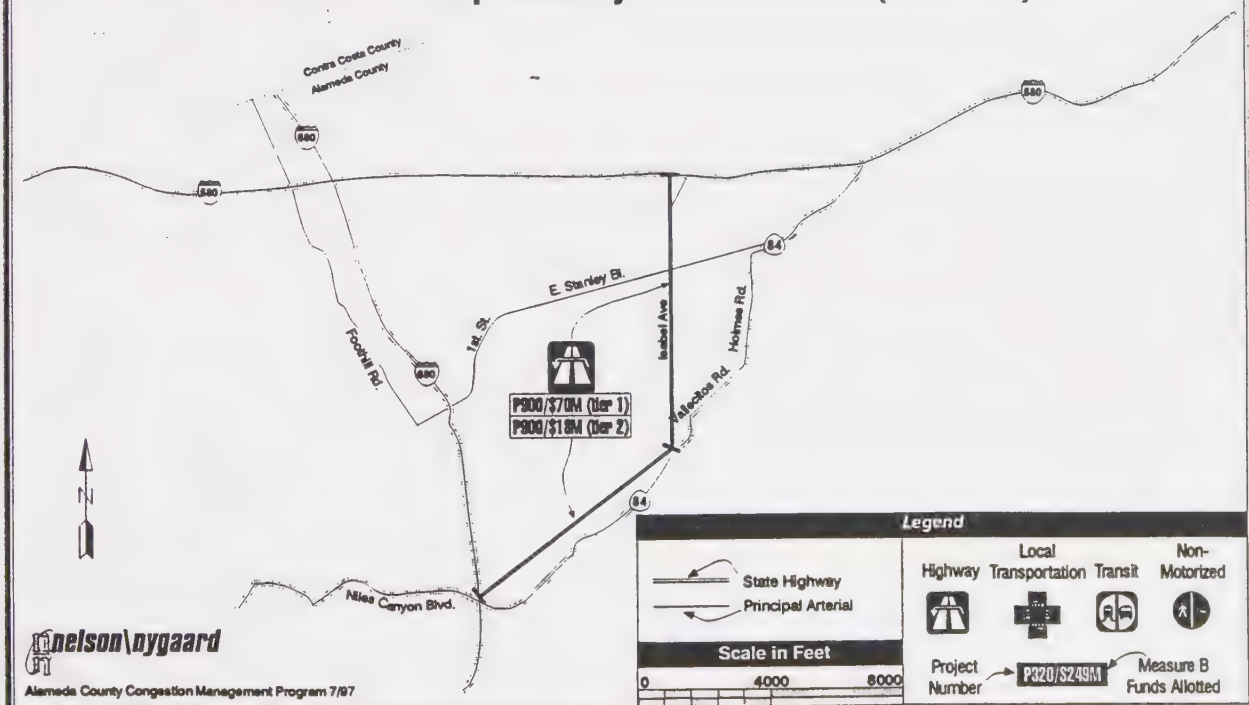 Contra Costa County
Alameda County
580
680
580
84
E. Stanley Bl.
1st. St.
Isabel Ave
Holmes Rd.
Foothill Rd.
680
P900/$70M (tier 1)
P900/$18M (tier 2)
Valecitos Rd.
N
84
Niles Canyon Blvd.
nelson\nygaard
Alameda County Congestion Management Program 7/97
Legend
State Highway
Principal Arterial
Scale in Feet
0 4000 8000
Highway
Local
Transportation
Transit
Non-
Motorized
Project
Number
P320/$249M
Measure B
Funds Allotted